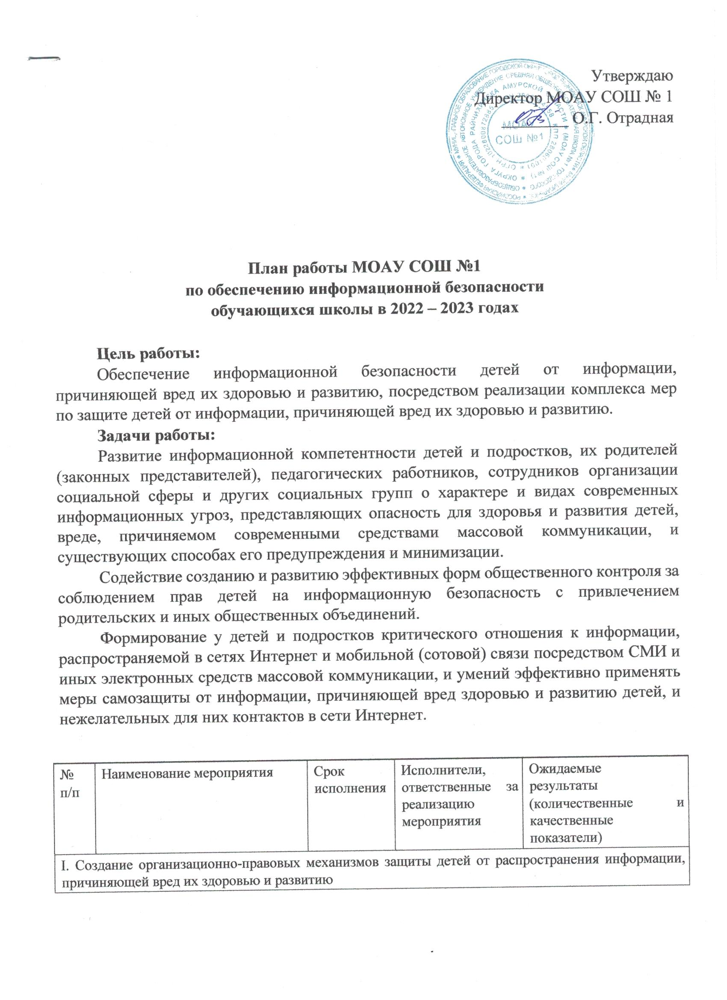 Утверждаю
Директор МОАУ СОШ № 1
О.Г. Отрадная
МОАУ
СОШ №1
План работы МОАУ СОШ №1
по обеспечению информационной безопасности
обучающихся школы в 2022 – 2023 годах
Цель работы:
Обеспечение информационной безопасности детей от информации,
причиняющей вред их здоровью и развитию, посредством реализации комплекса мер
по защите детей от информации, причиняющей вред их здоровью и развитию.
Задачи работы:
Развитие информационной компетентности детей и подростков, их родителей
(законных представителей), педагогических работников, сотрудников организации
социальной сферы и других социальных групп о характере и видах современных
информационных угроз, представляющих опасность для здоровья и развития детей,
вреде, причиняемом современными средствами массовой коммуникации, и
существующих способах его предупреждения и минимизации.
Содействие созданию и развитию эффективных форм общественного контроля за
соблюдением прав детей на информационную безопасность с привлечением
родительских и иных общественных объединений.
Формирование у детей и подростков критического отношения к информации,
распространяемой в сетях Интернет и мобильной (сотовой) связи посредством СМИ и
иных электронных средств массовой коммуникации, и умений эффективно применять
меры самозащиты от информации, причиняющей вред здоровью и развитию детей, и
нежелательных для них контактов в сети Интернет.
№
п/п
Наименование мероприятия
Срок
исполнения
Исполнители,
ответственные за
реализацию
мероприятия
Ожидаемые
результаты
(количественные и
качественные
показатели)
I. Создание организационно-правовых механизмов защиты детей от распространения информации,
причиняющей вред их здоровью и развитию